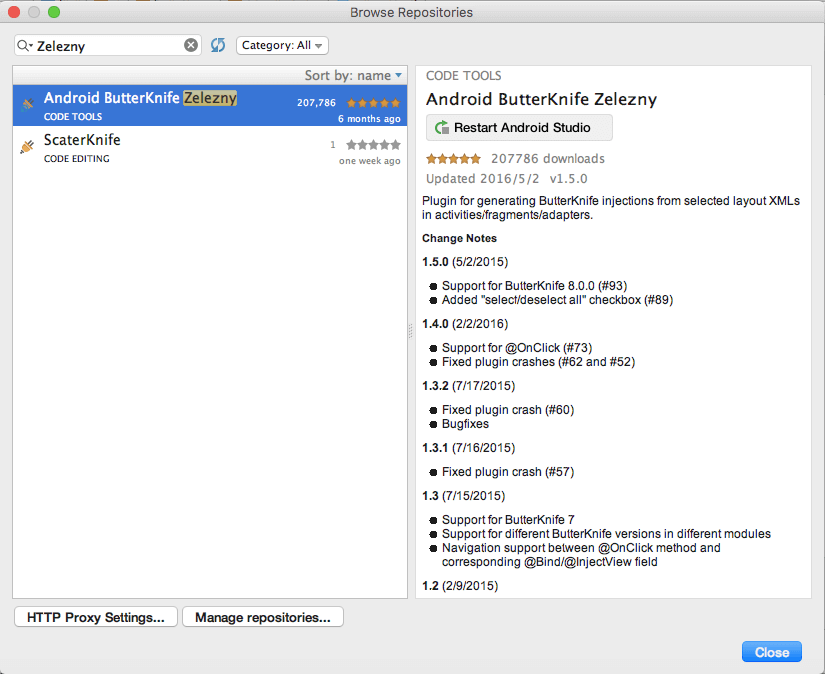 Browse Repositories
Zelezny
Category: All
Sort by: name
Android ButterKnife Zelezny
207,786
CODE TOOLS
6 months ago
ScaterKnife
1
CODE EDITING
one week ago
CODE TOOLS
Android ButterKnife Zelezny
Restart Android Studio
207786 downloads
Updated 2016/5/2 v1.5.0
Plugin for generating ButterKnife injections from selected layout XMLs
in activities/fragments/adapters.
Change Notes
1.5.0 (5/2/2015)
Support for ButterKnife 8.0.0 (#93)
Added "select/deselect all" checkbox (#89)
1.4.0 (2/2/2016)
Support for @OnClick (#73)
Fixed plugin crashes (#62 and #52)
1.3.2 (7/17/2015)
Fixed plugin crash (#60)
Bugfixes
1.3.1 (7/16/2015)
Fixed plugin crash (#57)
1.3 (7/15/2015)
Support for ButterKnife 7
Support for different ButterKnife versions in different modules
Navigation support between @OnClick method and
corresponding @Bind/@InjectView field
1.2 (2/9/2015)
HTTP Proxy Settings...
Manage repositories...
Close